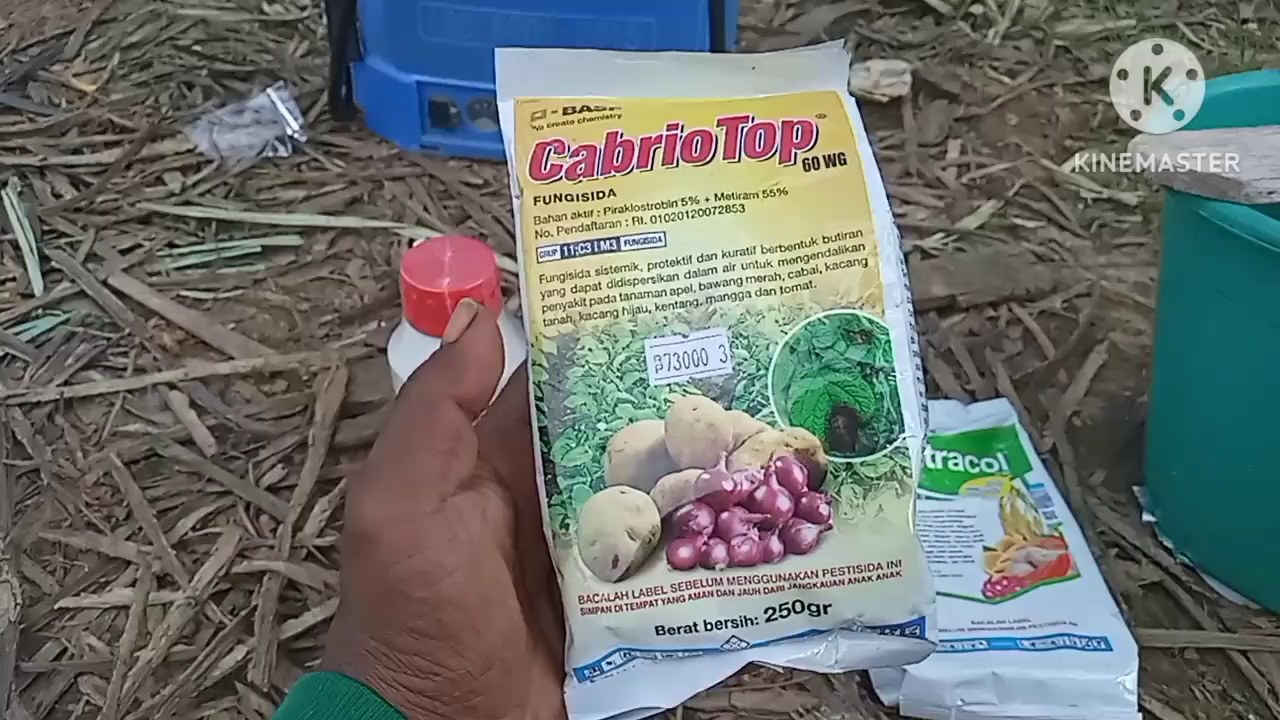 KINEMASTER
BASF
We create chemistry
CabrioTop®
60 WG
FUNGISIDA
Bahan aktif : Piraklostrobin 5% + Metiram 55%
No. Pendaftaran : RI. 01020120072853
GRUP 11;C3 | M3 FUNGISIDA
Fungisida sistemik, protektif dan kuratif berbentuk butiran
yang dapat didispersikan dalam air untuk mengendalikan
penyakit pada tanaman apel, bawang merah, cabai, kacang
tanah, kacang hijau, kentang, mangga dan tomat.
73000 3
BACALAH LABEL SEBELUM MENGGUNAKAN PESTISIDA INI
SIMPAN DI TEMPAT YANG AMAN DAN JAUH DARI JANGKAUAN ANAK ANAK
Berat bersih: 250gr
tracol
BACALAH LABEL